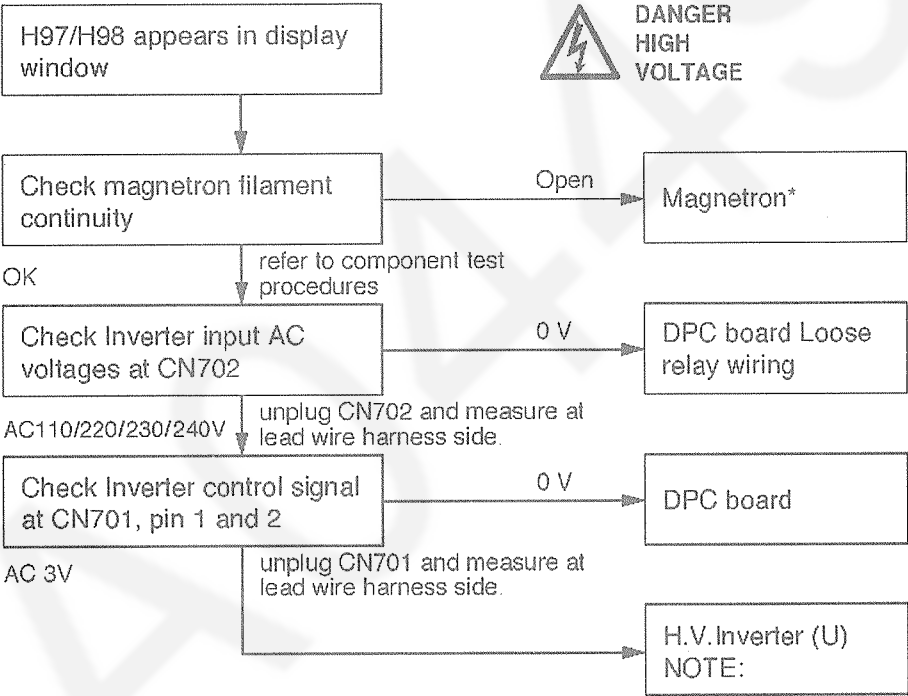 H97/H98 appears in display
window
DANGER
HIGH
VOLTAGE
Check magnetron filament
continuity
Open
Magnetron*
OK
refer to component test
procedures
Check Inverter input AC
voltages at CN702
0 V
DPC board Loose
relay wiring
AC110/220/230/240V
unplug CN702 and measure at
lead wire harness side.
Check Inverter control signal
at CN701, pin 1 and 2
0 V
DPC board
AC 3V
unplug CN701 and measure at
lead wire harness side.
H.V.Inverter (U)
NOTE: